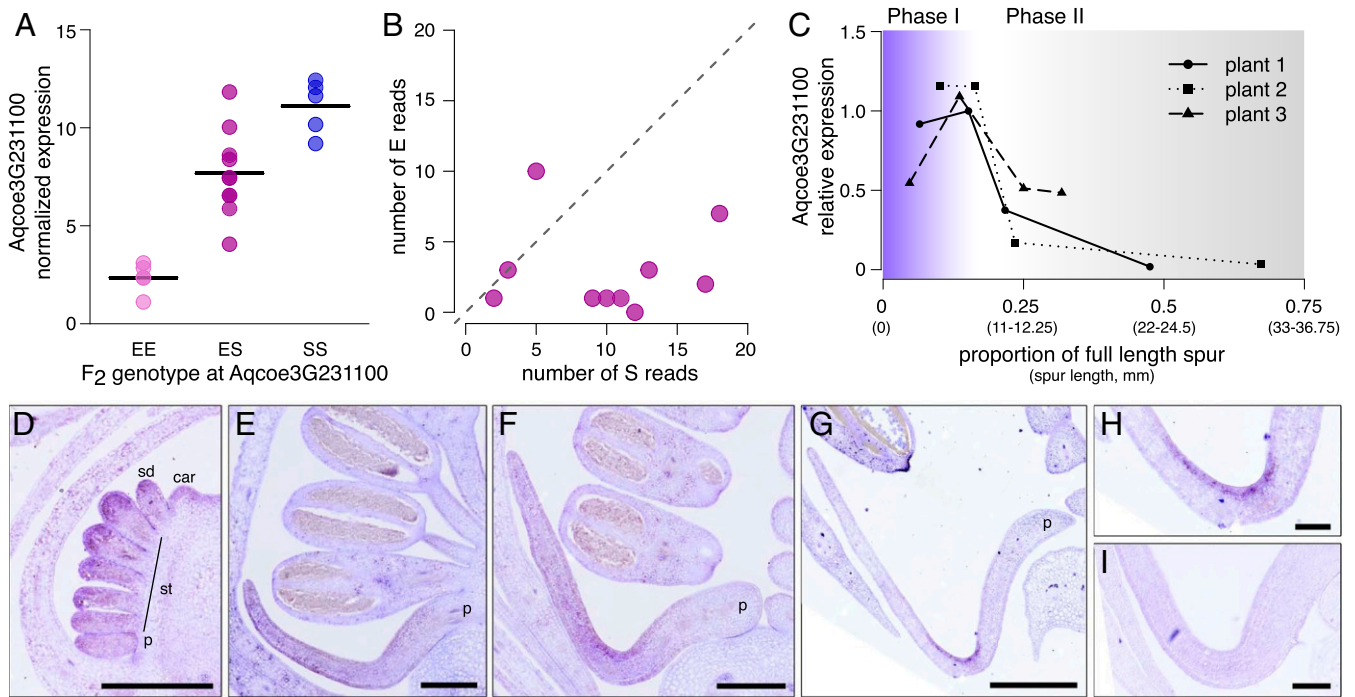 A
Aqcoe3G231100
normalized expression
15
10
5
0
EE ES SS
F2 genotype at Aqcoe3G231100
B
number of E reads
20
15
10
5
0
0 5 10 15 20
number of S reads
C
Phase I Phase II
Aqcoe3G231100
relative expression
1.5
1.0
0.5
0
plant 1
plant 2
plant 3
0 0.25 0.5 0.75
(0) (11-12.25) (22-24.5) (33-36.75)
proportion of full length spur
(spur length, mm)
D
sd car
st
p
E
p
F
p
G
p
H
I